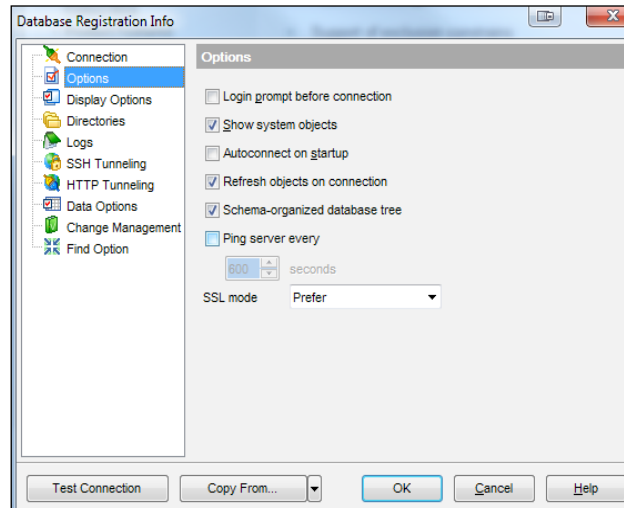 Database Registration Info
Connection
Options
Display Options
Directories
Logs
SSH Tunneling
HTTP Tunneling
Data Options
Change Management
Find Option
Options
Login prompt before connection
Show system objects
Autoconnect on startup
Refresh objects on connection
Schema-organized database tree
Ping server every
600 seconds
SSL mode Prefer
Test Connection Copy From... OK Cancel Help